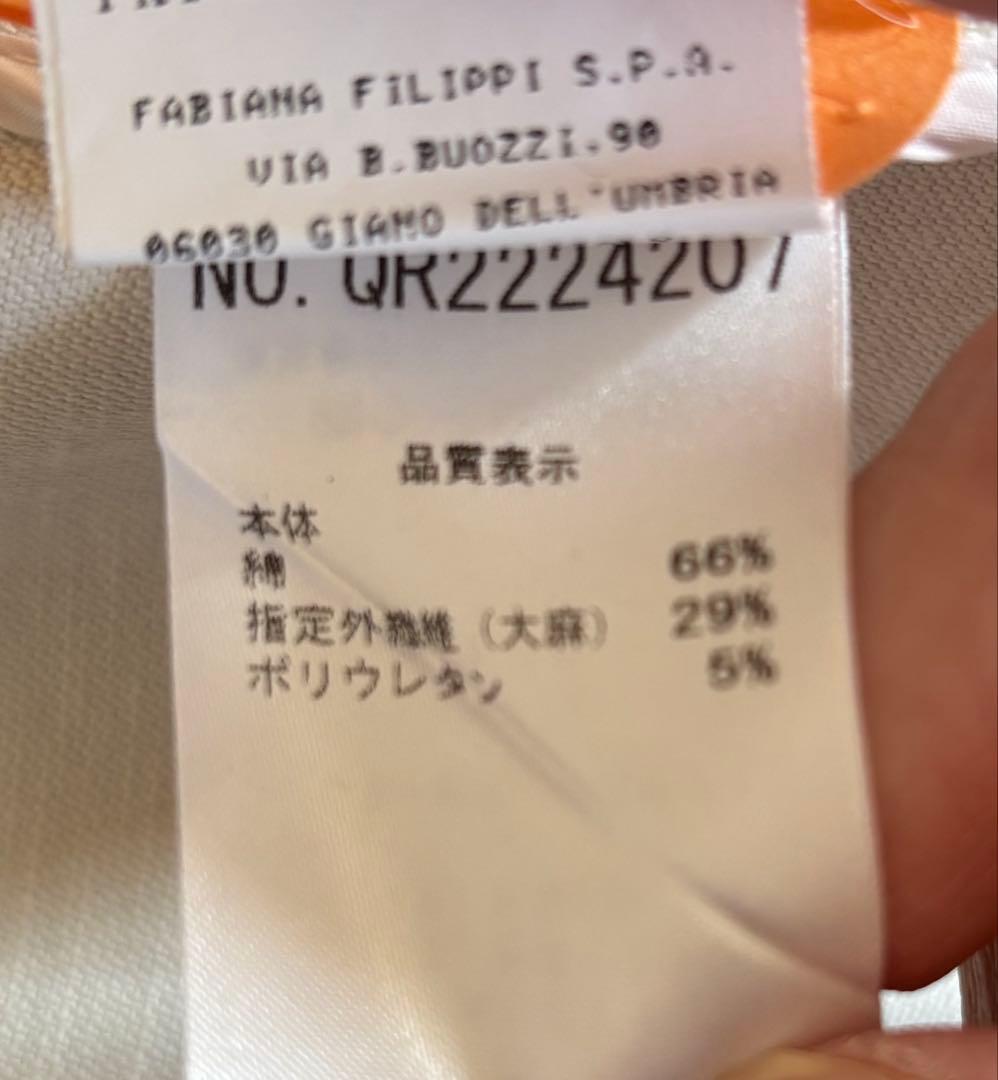 FABIANA FILIPPI S.P.A.
VIA B.BUOZZI.90
06030 GIANO DELL'UMBRIA
NO. QR2224207
品質表示
本体
綿 66%
指定外繊維（大麻） 29%
ポリウレタン 5%